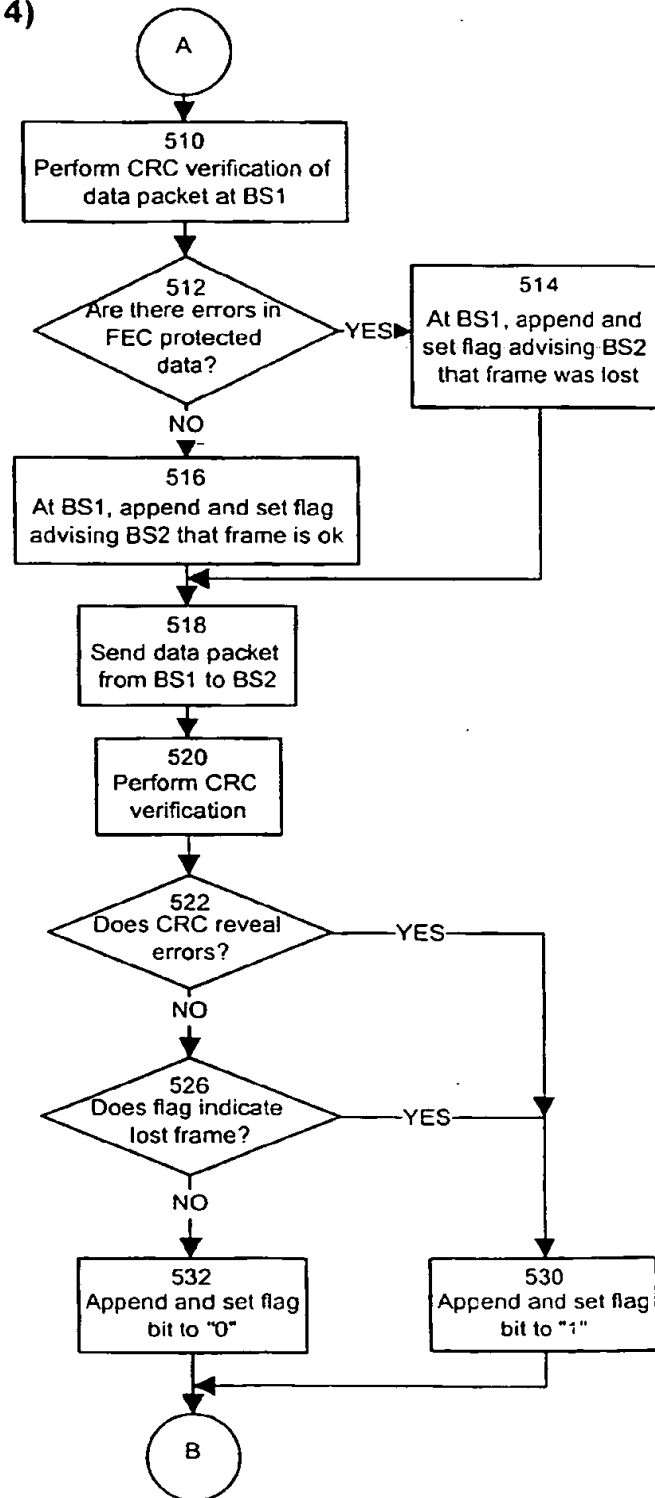 4)
A
510
Perform CRC verification of
data packet at BS1
512
Are there errors in
FEC protected
data?
YES
514
At BS1, append and
set flag advising BS2
that frame was lost
NO
516
At BS1, append and set flag
advising BS2 that frame is ok
518
Send data packet
from BS1 to BS2
520
Perform CRC
verification
522
Does CRC reveal
errors?
YES
NO
526
Does flag indicate
lost frame?
YES
NO
532
Append and set flag
bit to "0"
530
Append and set flag
bit to "1"
B